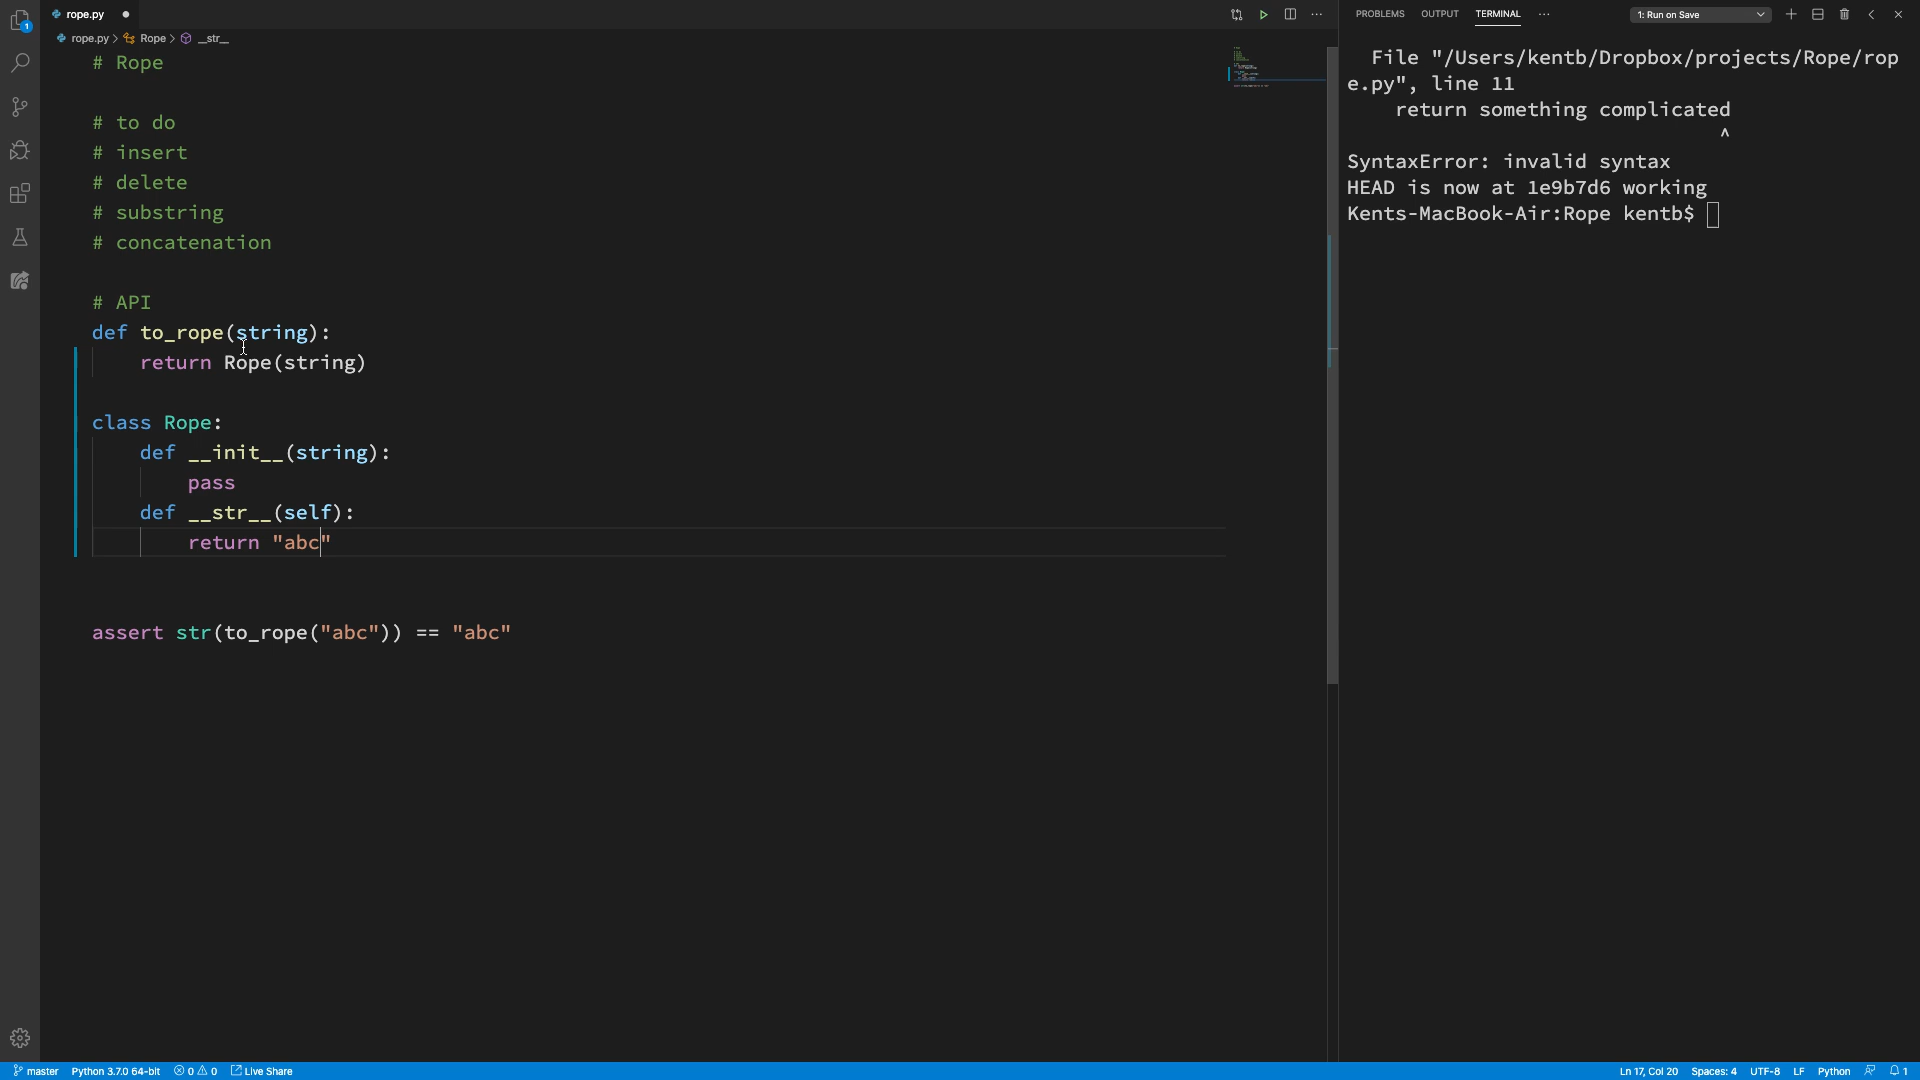 rope.py
rope.py > Rope > __str__
# Rope
# to do
# insert
# delete
# substring
# concatenation
# API
def to_rope(string):
    return Rope(string)
class Rope:
    def __init__(string):
        pass
    def __str__(self):
        return "abc"
assert str(to_rope("abc")) == "abc"
PROBLEMS OUTPUT TERMINAL ··· 1: Run on Save
File "/Users/kentb/Dropbox/projects/Rope/rop
e.py", line 11
    return something complicated
^
SyntaxError: invalid syntax
HEAD is now at 1e9b7d6 working
Kents-MacBook-Air:Rope kentb$
1
master Python 3.7.0 64-bit 0 0 Live Share Ln 17, Col 20 Spaces: 4 UTF-8 LF Python 1